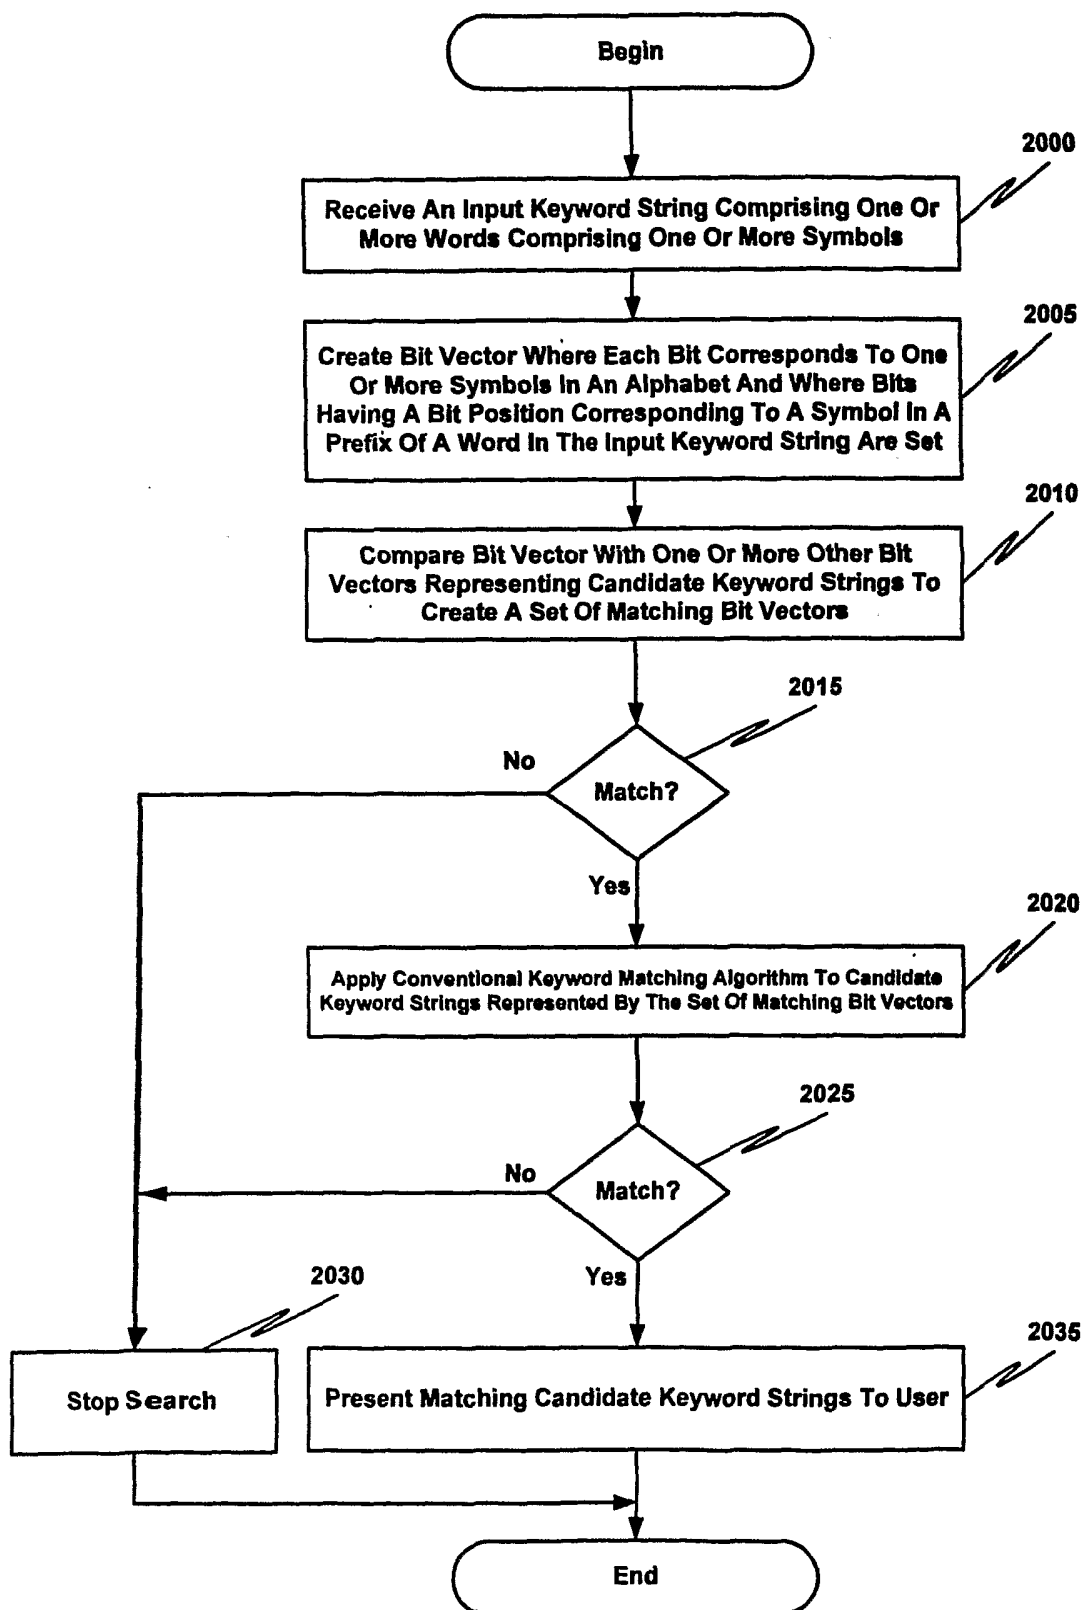 Begin
2000
Receive An Input Keyword String Comprising One Or
More Words Comprising One Or More Symbols
2005
Create Bit Vector Where Each Bit Corresponds To One
Or More Symbols In An Alphabet And Where Bits
Having A Bit Position Corresponding To A Symbol In A
Prefix Of A Word In The Input Keyword String Are Set
2010
Compare Bit Vector With One Or More Other Bit
Vectors Representing Candidate Keyword Strings To
Create A Set Of Matching Bit Vectors
2015
No
Match?
Yes
2020
Apply Conventional Keyword Matching Algorithm To Candidate
Keyword Strings Represented By The Set Of Matching Bit Vectors
2025
No
Match?
Yes
2030
2035
Stop Search
Present Matching Candidate Keyword Strings To User
End